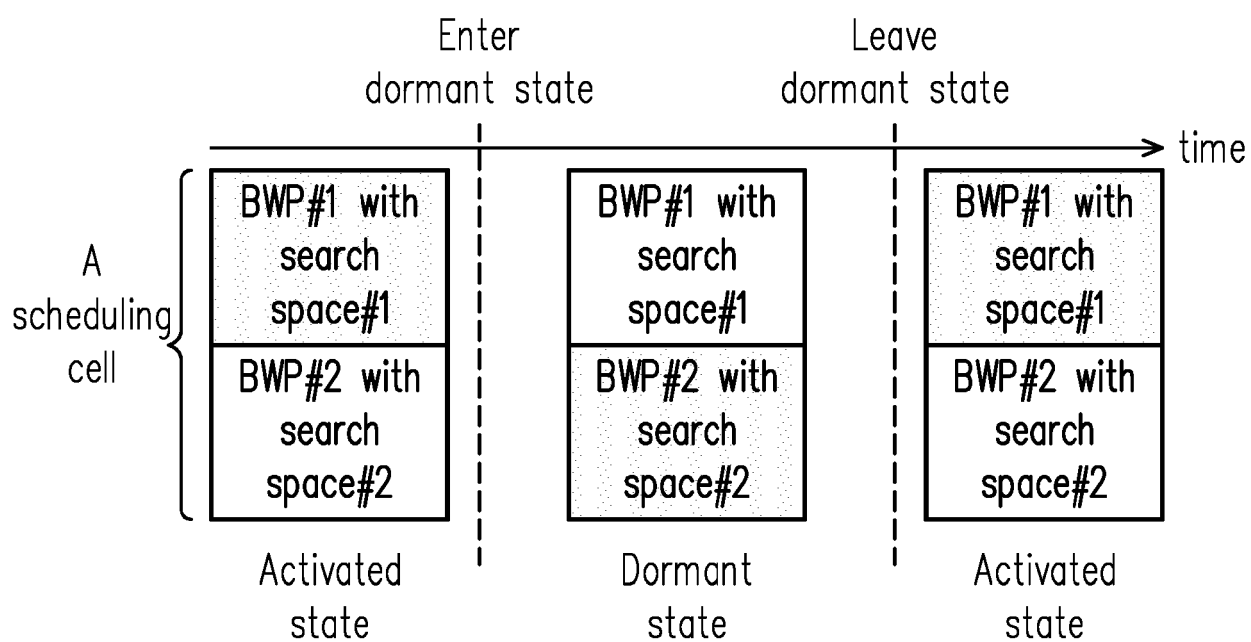 Enter
dormant state
Leave
dormant state
time
A
scheduling
cell
BWP#1 with
search
space#1
BWP#2 with
search
space#2
Activated
state
BWP#1 with
search
space#1
BWP#2 with
search
space#2
Dormant
state
BWP#1 with
search
space#1
BWP#2 with
search
space#2
Activated
state